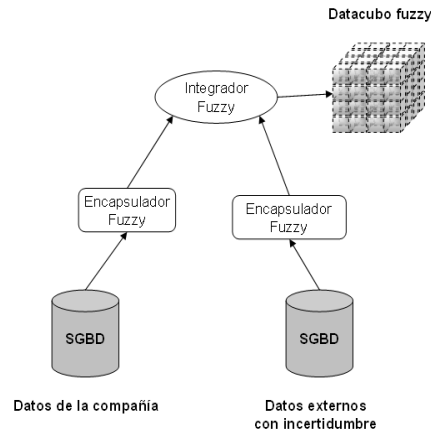 Datacubo fuzzy
Integrador
Fuzzy
Encapsulador
Fuzzy
Encapsulador
Fuzzy
SGBD
SGBD
Datos de la compañía
Datos externos
con incertidumbre